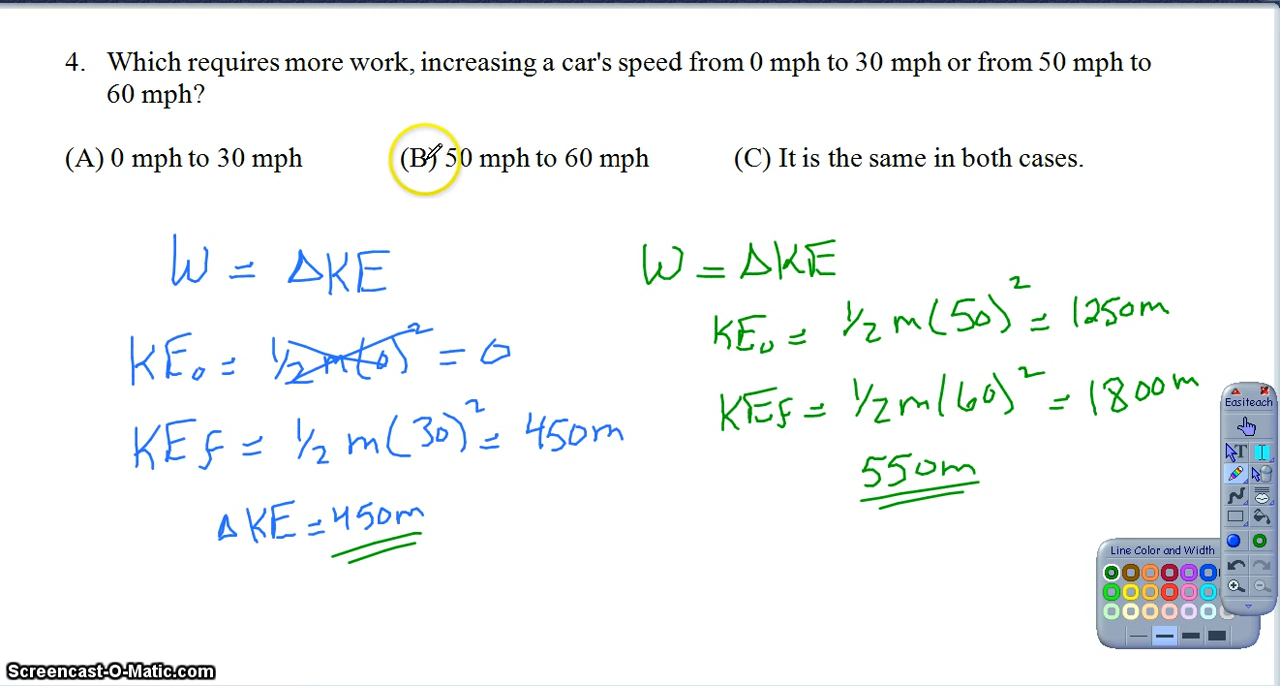 4. Which requires more work, increasing a car's speed from 0 mph to 30 mph or from 50 mph to
60 mph?
(A) 0 mph to 30 mph (B) 50 mph to 60 mph (C) It is the same in both cases.
W = ΔKE
KE₀ = ½ m(0)² = 0
KEf = ½ m(30)² = 450m
ΔKE = 450m
W = ΔKE
KE₀ = ½ m(50)² = 1250m
KEf = ½ m(60)² = 1800m
550m
Easiteach
T
Line Color and Width
Screencast-O-Matic.com